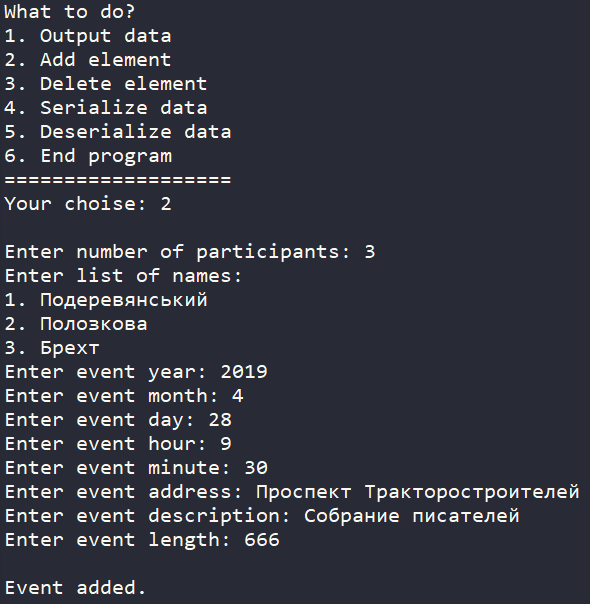 What to do?
1. Output data
2. Add element
3. Delete element
4. Serialize data
5. Deserialize data
6. End program
===================
Your choise: 2
Enter number of participants: 3
Enter list of names:
1. Подеревянський
2. Полозкова
3. Брехт
Enter event year: 2019
Enter event month: 4
Enter event day: 28
Enter event hour: 9
Enter event minute: 30
Enter event address: Проспект Тракторостроителей
Enter event description: Собрание писателей
Enter event length: 666
Event added.